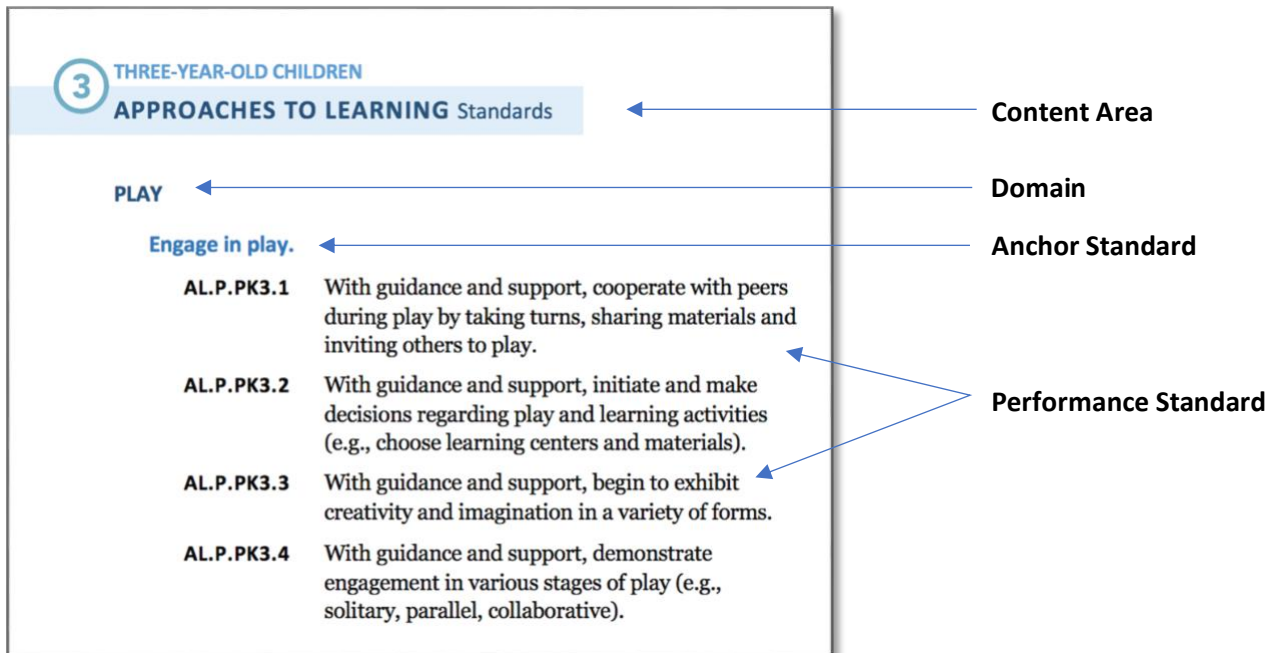 3
THREE-YEAR-OLD CHILDREN
APPROACHES TO LEARNING Standards
Content Area
PLAY
Domain
Engage in play.
Anchor Standard
AL.P.PK3.1 With guidance and support, cooperate with peers
during play by taking turns, sharing materials and
inviting others to play.
AL.P.PK3.2 With guidance and support, initiate and make
decisions regarding play and learning activities
(e.g., choose learning centers and materials).
Performance Standard
AL.P.PK3.3 With guidance and support, begin to exhibit
creativity and imagination in a variety of forms.
AL.P.PK3.4 With guidance and support, demonstrate
engagement in various stages of play (e.g.,
solitary, parallel, collaborative).